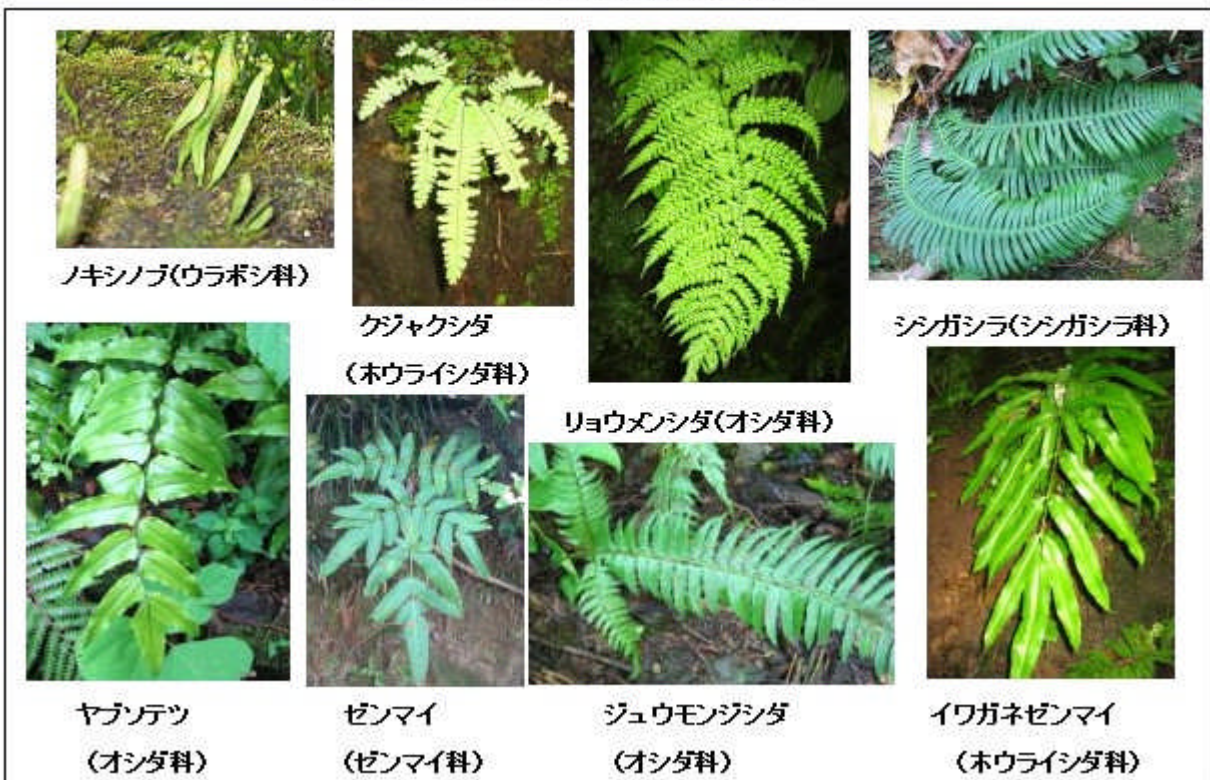 ノキシノブ(ウラボシ科)
クジャクシダ
(ホウライシダ科)
リョウメンシダ(オシダ科)
シシガシラ(シシガシラ科)
ヤブソテツ
(オシダ科)
ゼンマイ
(ゼンマイ科)
ジュウモンジシダ
(オシダ科)
イワガネゼンマイ
(ホウライシダ科)